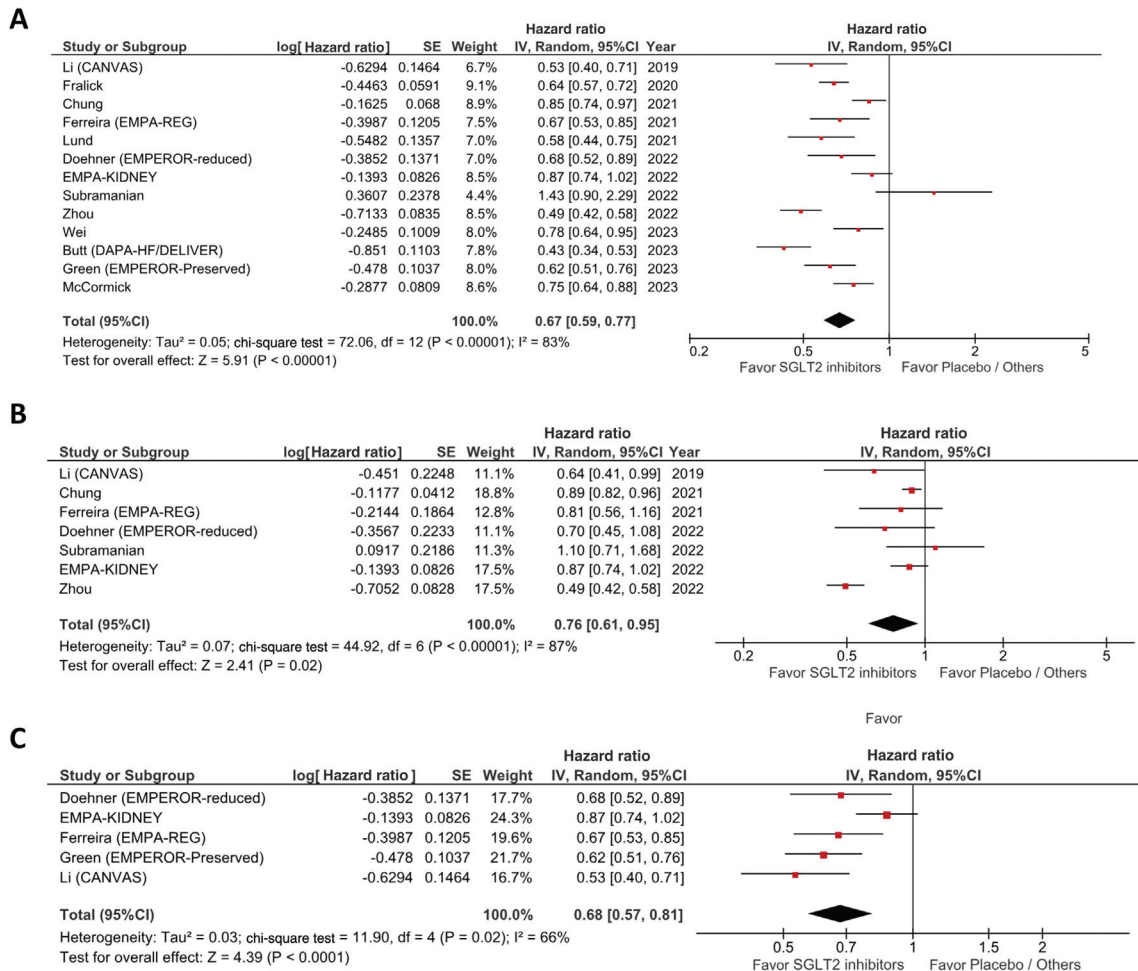 A
Hazard ratio Hazard ratio
Study or Subgroup log[Hazard ratio] SE Weight IV, Random, 95%CI Year IV, Random, 95%CI
Li (CANVAS) -0.6294 0.1464 6.7% 0.53 [0.40, 0.71] 2019
Fralick -0.4463 0.0591 9.1% 0.64 [0.57, 0.72] 2020
Chung -0.1625 0.068 8.9% 0.85 [0.74, 0.97] 2021
Ferreira (EMPA-REG) -0.3987 0.1205 7.5% 0.67 [0.53, 0.85] 2021
Lund -0.5482 0.1357 7.0% 0.58 [0.44, 0.75] 2021
Doehner (EMPEROR-reduced) -0.3852 0.1371 7.0% 0.68 [0.52, 0.89] 2022
EMPA-KIDNEY -0.1393 0.0826 8.5% 0.87 [0.74, 1.02] 2022
Subramanian 0.3607 0.2378 4.4% 1.43 [0.90, 2.29] 2022
Zhou -0.7133 0.0835 8.5% 0.49 [0.42, 0.58] 2022
Wei -0.2485 0.1009 8.0% 0.78 [0.64, 0.95] 2023
Butt (DAPA-HF/DELIVER) -0.851 0.1103 7.8% 0.43 [0.34, 0.53] 2023
Green (EMPEROR-Preserved) -0.478 0.1037 8.0% 0.62 [0.51, 0.76] 2023
McCormick -0.2877 0.0809 8.6% 0.75 [0.64, 0.88] 2023
Total (95%CI) 100.0% 0.67 [0.59, 0.77]
Heterogeneity: Tau² = 0.05; chi-square test = 72.06, df = 12 (P < 0.00001); I² = 83%
Test for overall effect: Z = 5.91 (P < 0.00001)
0.2 0.5 1 2 5
Favor SGLT2 inhibitors Favor Placebo / Others
B
Hazard ratio Hazard ratio
Study or Subgroup log[Hazard ratio] SE Weight IV, Random, 95%CI Year IV, Random, 95%CI
Li (CANVAS) -0.451 0.2248 11.1% 0.64 [0.41, 0.99] 2019
Chung -0.1177 0.0412 18.8% 0.89 [0.82, 0.96] 2021
Ferreira (EMPA-REG) -0.2144 0.1864 12.8% 0.81 [0.56, 1.16] 2021
Doehner (EMPEROR-reduced) -0.3567 0.2233 11.1% 0.70 [0.45, 1.08] 2022
Subramanian 0.0917 0.2186 11.3% 1.10 [0.71, 1.68] 2022
EMPA-KIDNEY -0.1393 0.0826 17.5% 0.87 [0.74, 1.02] 2022
Zhou -0.7052 0.0828 17.5% 0.49 [0.42, 0.58] 2022
Total (95%CI) 100.0% 0.76 [0.61, 0.95]
Heterogeneity: Tau² = 0.07; chi-square test = 44.92, df = 6 (P < 0.00001); I² = 87%
Test for overall effect: Z = 2.41 (P = 0.02)
0.2 0.5 1 2 5
Favor SGLT2 inhibitors Favor Placebo / Others
Favor
C
Hazard ratio Hazard ratio
Study or Subgroup log[Hazard ratio] SE Weight IV, Random, 95%CI IV, Random, 95%CI
Doehner (EMPEROR-reduced) -0.3852 0.1371 17.7% 0.68 [0.52, 0.89]
EMPA-KIDNEY -0.1393 0.0826 24.3% 0.87 [0.74, 1.02]
Ferreira (EMPA-REG) -0.3987 0.1205 19.6% 0.67 [0.53, 0.85]
Green (EMPEROR-Preserved) -0.478 0.1037 21.7% 0.62 [0.51, 0.76]
Li (CANVAS) -0.6294 0.1464 16.7% 0.53 [0.40, 0.71]
Total (95%CI) 100.0% 0.68 [0.57, 0.81]
Heterogeneity: Tau² = 0.03; chi-square test = 11.90, df = 4 (P = 0.02); I² = 66%
Test for overall effect: Z = 4.39 (P < 0.0001)
0.5 0.7 1 1.5 2
Favor SGLT2 inhibitors Favor Placebo / Others